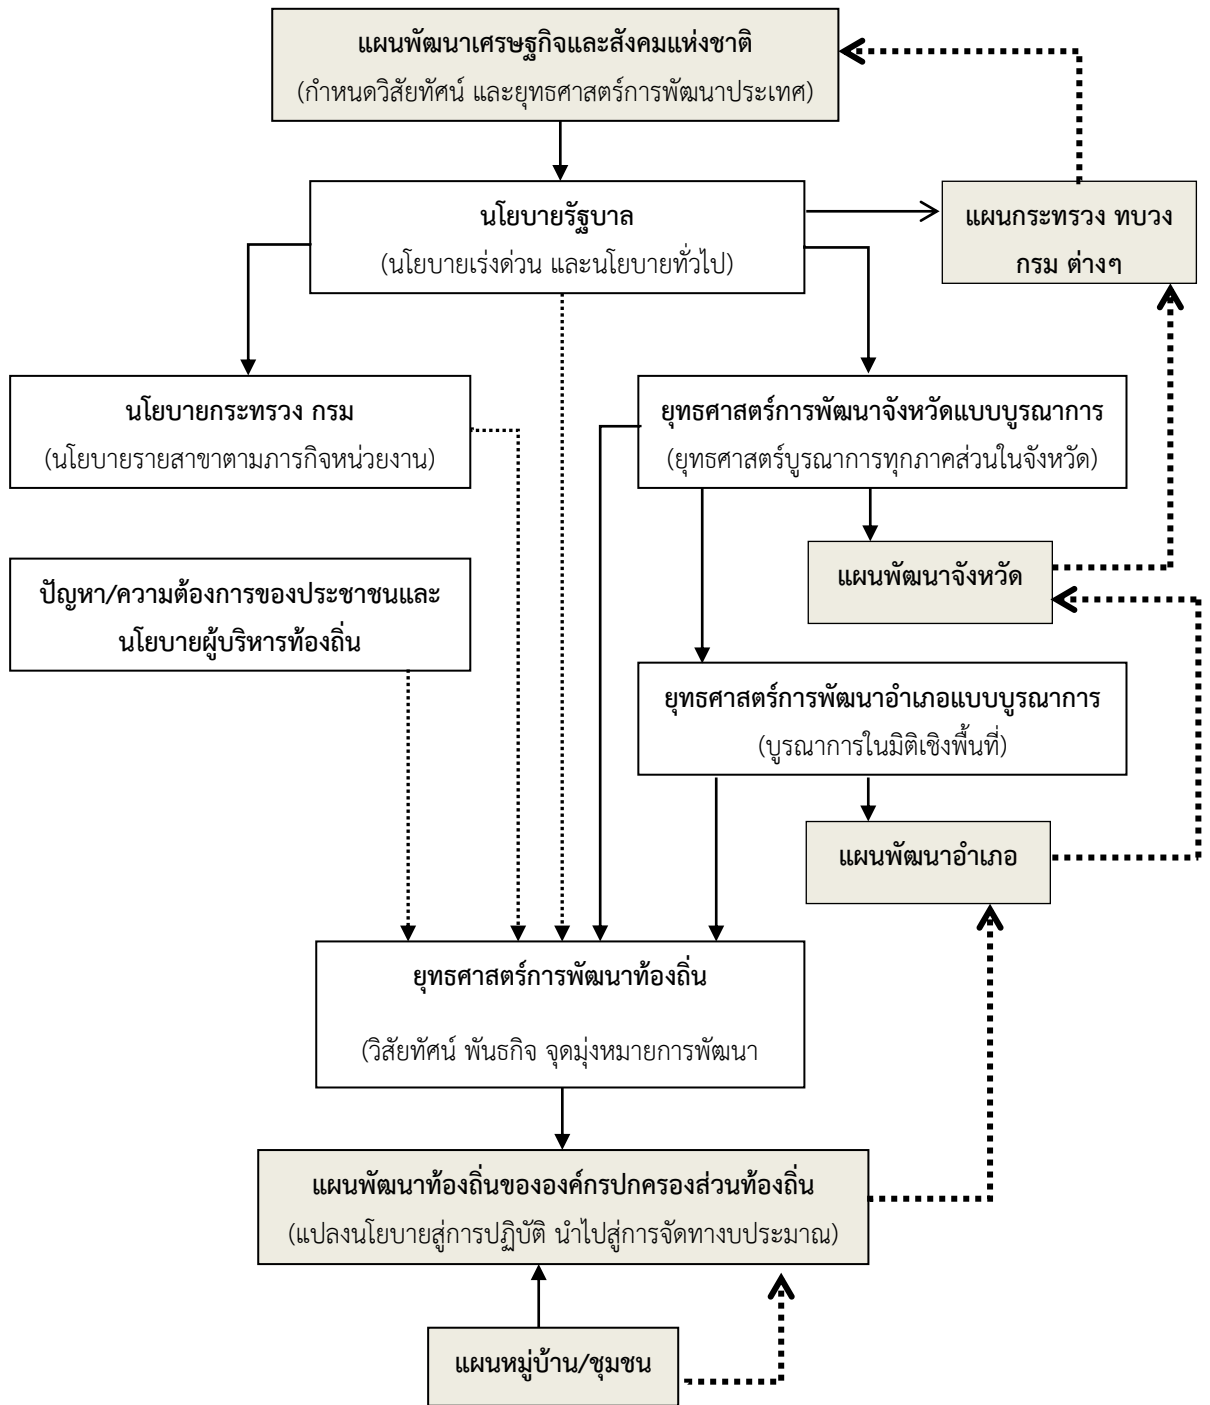 แผนพัฒนาเศรษฐกิจและสังคมแห่งชาติ
(กำหนดวิสัยทัศน์ และยุทธศาสตร์การพัฒนาประเทศ)
นโยบายรัฐบาล
(นโยบายเร่งด่วน และนโยบายทั่วไป)
แผนกระทรวง ทบวง
กรม ต่างๆ
นโยบายกระทรวง กรม
(นโยบายรายสาขาตามภารกิจหน่วยงาน)
ยุทธศาสตร์การพัฒนาจังหวัดแบบบูรณาการ
(ยุทธศาสตร์บูรณาการทุกภาคส่วนในจังหวัด)
แผนพัฒนาจังหวัด
ปัญหา/ความต้องการของประชาชนและ
นโยบายผู้บริหารท้องถิ่น
ยุทธศาสตร์การพัฒนาอำเภอแบบบูรณาการ
(บูรณาการในมิติเชิงพื้นที่)
แผนพัฒนาอำเภอ
ยุทธศาสตร์การพัฒนาท้องถิ่น
(วิสัยทัศน์ พันธกิจ จุดมุ่งหมายการพัฒนา
แผนพัฒนาท้องถิ่นขององค์กรปกครองส่วนท้องถิ่น
(แปลงนโยบายสู่การปฏิบัติ นำไปสู่การจัดทางบประมาณ)
แผนหมู่บ้าน/ชุมชน